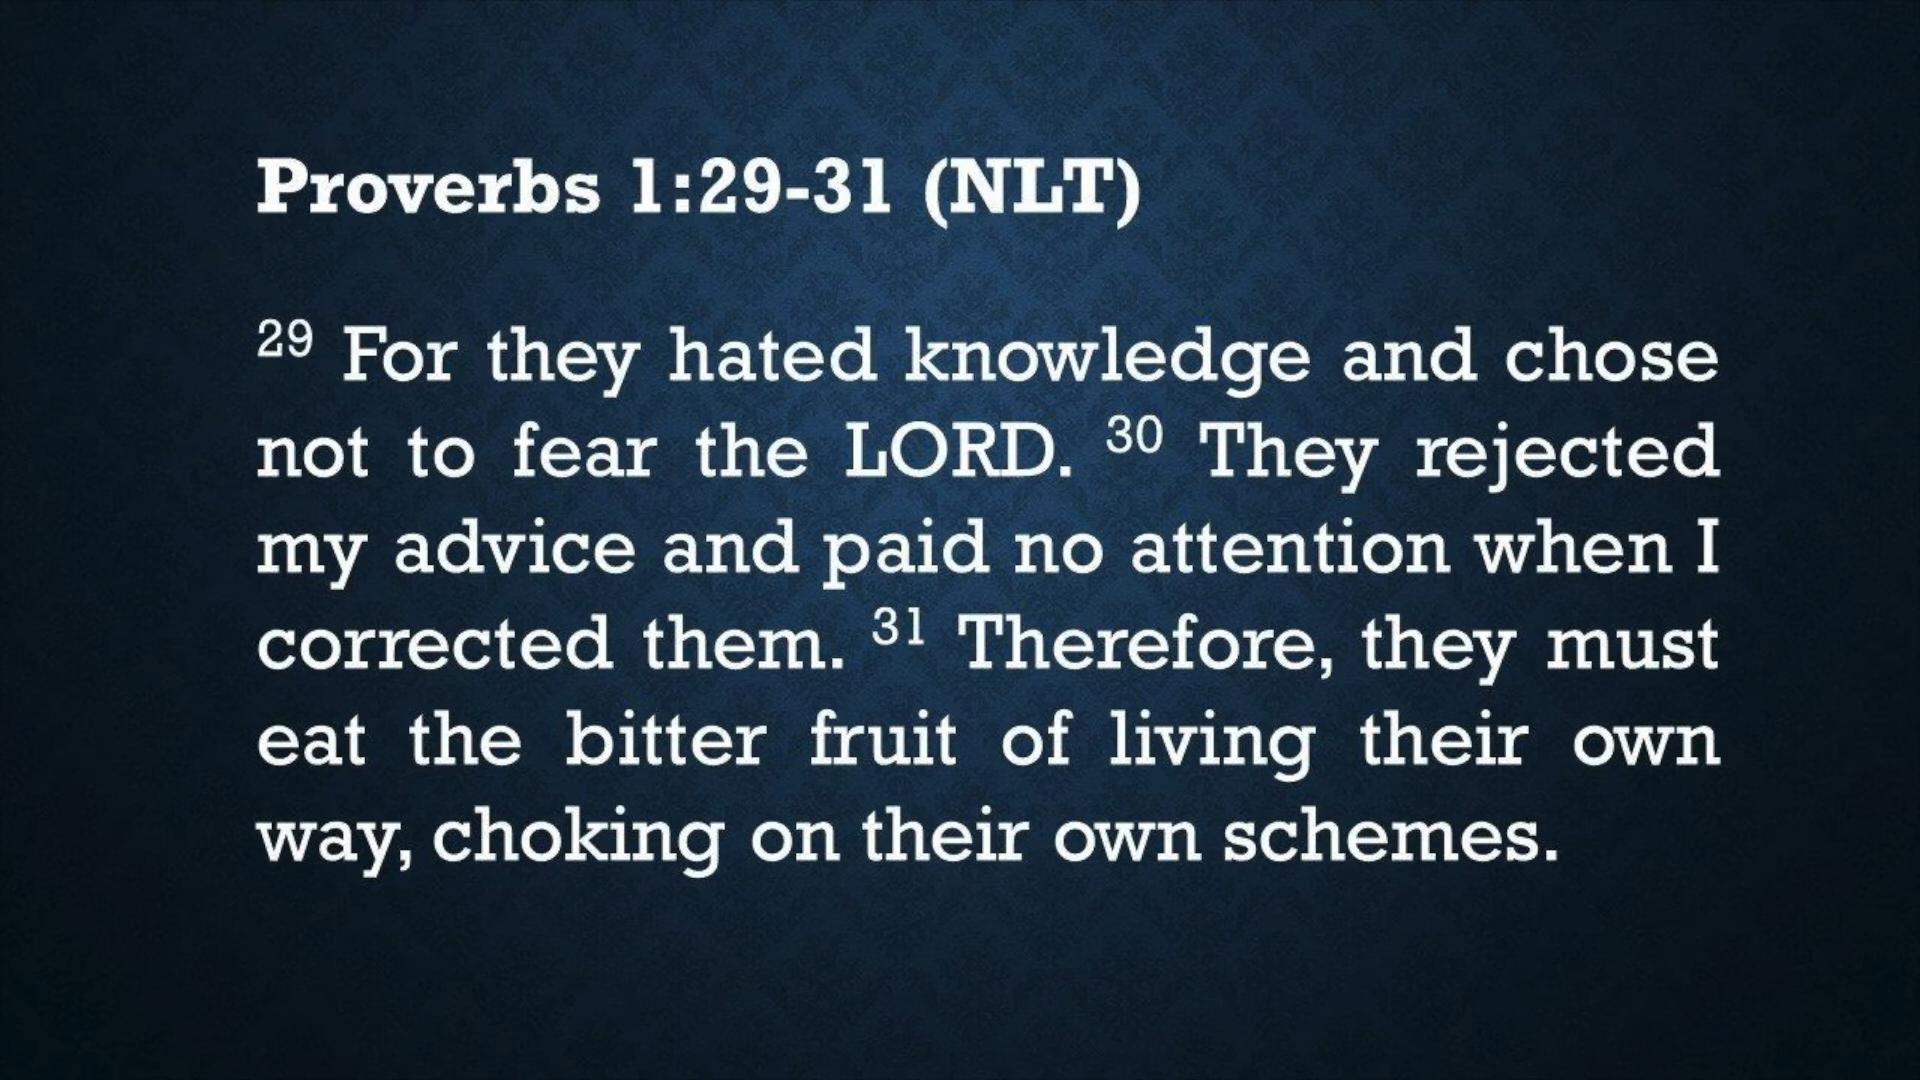 Proverbs 1:29-31 (NLT)
29 For they hated knowledge and chose
not to fear the LORD. 30 They rejected
my advice and paid no attention when I
corrected them. 31 Therefore, they must
eat the bitter fruit of living their own
way, choking on their own schemes.